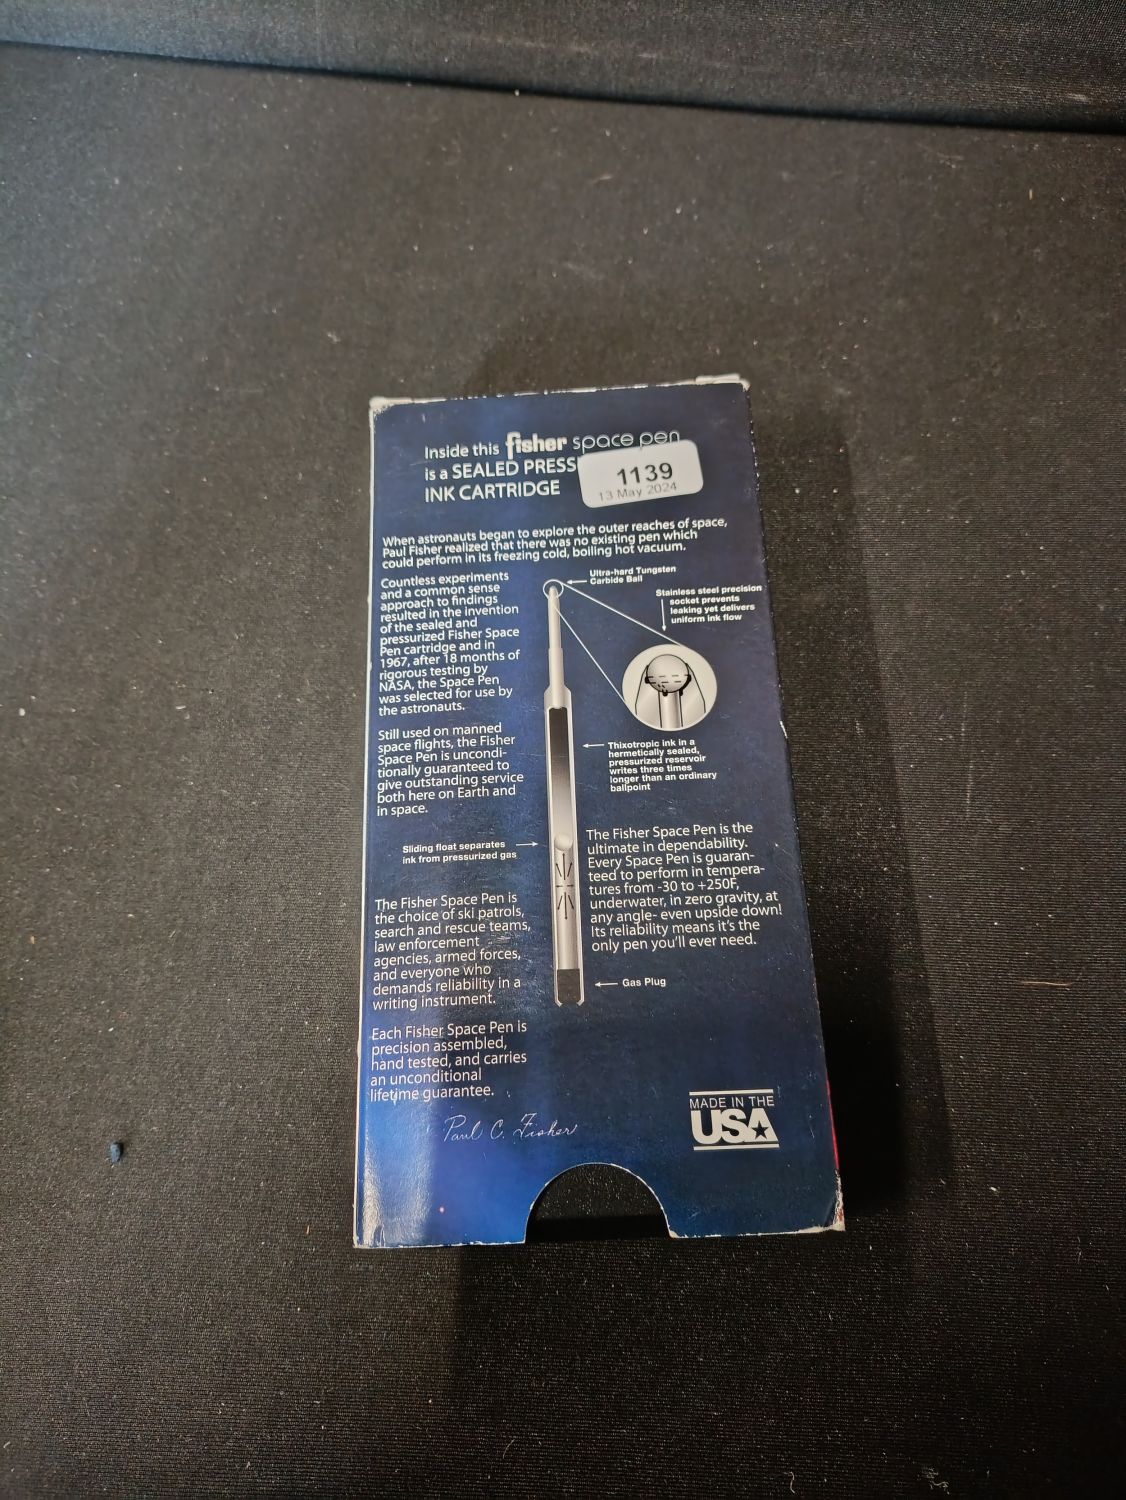 Inside this fisher space pen
is a SEALED PRESS
INK CARTRIDGE
1139
13 May 2024
When astronauts began to explore the outer reaches of space,
Paul Fisher realized that there was no existing pen which
could perform in its freezing cold, boiling hot vacuum.
Countless experiments
and a common sense
approach to findings
resulted in the invention
of the sealed and
pressurized Fisher Space
Pen cartridge and in
1967, after 18 months of
rigorous testing by
NASA, the Space Pen
was selected for use by
the astronauts.
Ultra-hard Tungsten
Carbide Ball
Stainless steel precision
socket prevents
leaking yet delivers
uniform ink flow
Still used on manned
space flights, the Fisher
Space Pen is uncondi-
tionally guaranteed to
give outstanding service
both here on Earth and
in space.
Thixotropic ink in a
hermetically sealed,
pressurized reservoir
writes three times
longer than an ordinary
ballpoint
Sliding float separates
ink from pressurized gas
The Fisher Space Pen is the
ultimate in dependability.
Every Space Pen is guaran-
teed to perform in tempera-
tures from -30 to +250F,
underwater, in zero gravity, at
any angle- even upside down!
Its reliability means it's the
only pen you'll ever need.
The Fisher Space Pen is
the choice of ski patrols,
search and rescue teams,
law enforcement
agencies, armed forces,
and everyone who
demands reliability in a
writing instrument.
Gas Plug
Each Fisher Space Pen is
precision assembled,
hand tested, and carries
an unconditional
lifetime guarantee.
Paul C. Fisher
MADE IN THE
USA